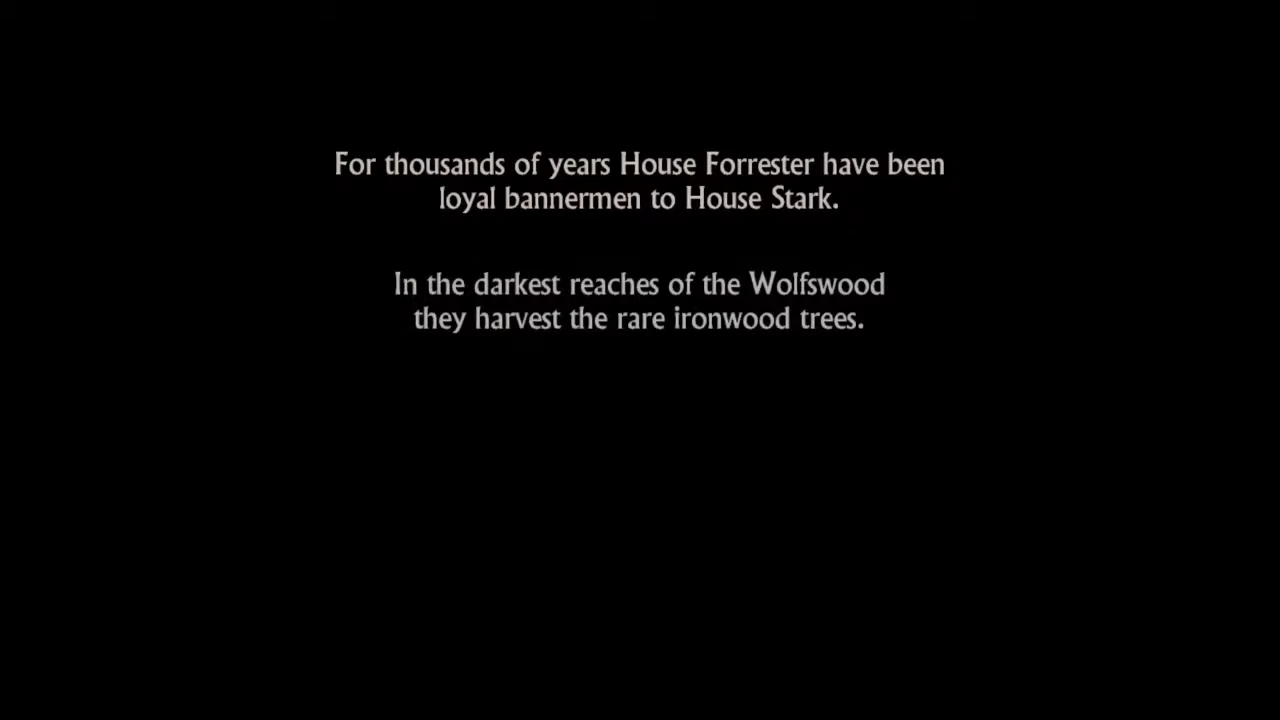 For thousands of years House Forrester have been
loyal bannermen to House Stark.
In the darkest reaches of the Wolfswood
they harvest the rare ironwood trees.